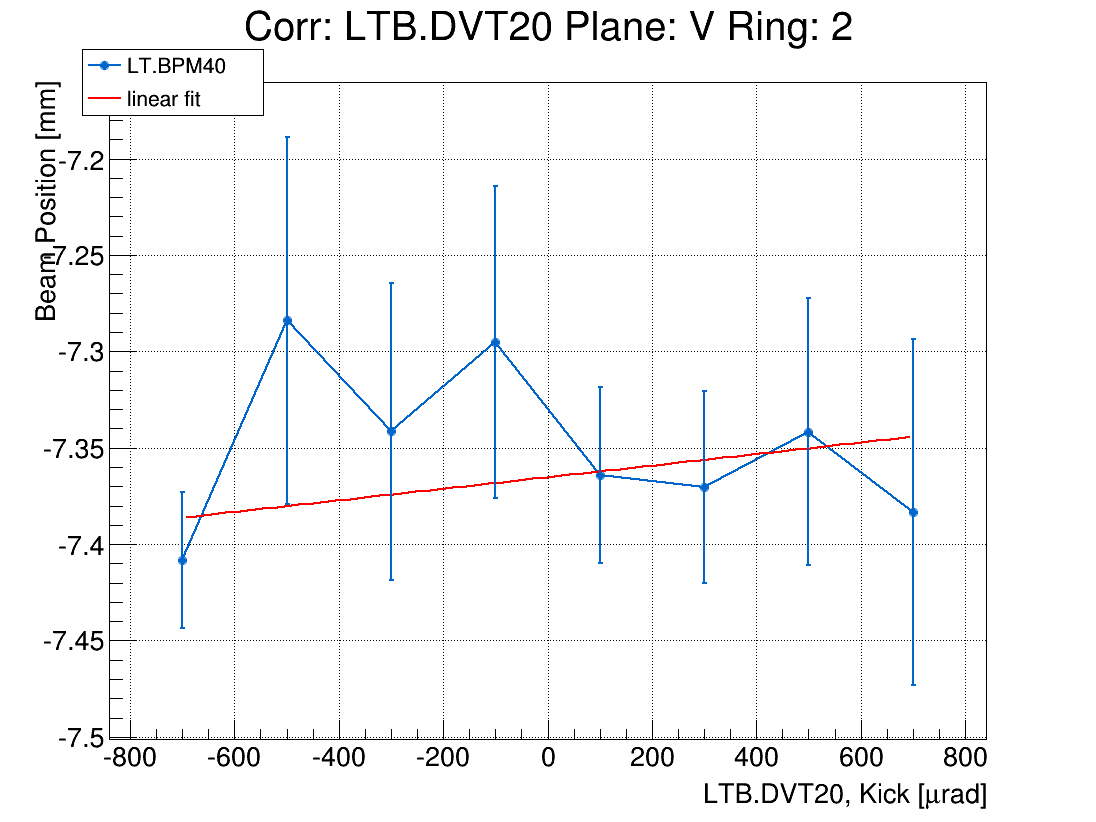 Corr: LTB.DVT20 Plane: V Ring: 2
LT.BPM40
linear fit
Beam Position [mm]
-7.2
-7.25
-7.3
-7.35
-7.4
-7.45
-7.5
-800 -600 -400 -200 0 200 400 600 800
LTB.DVT20, Kick [μrad]